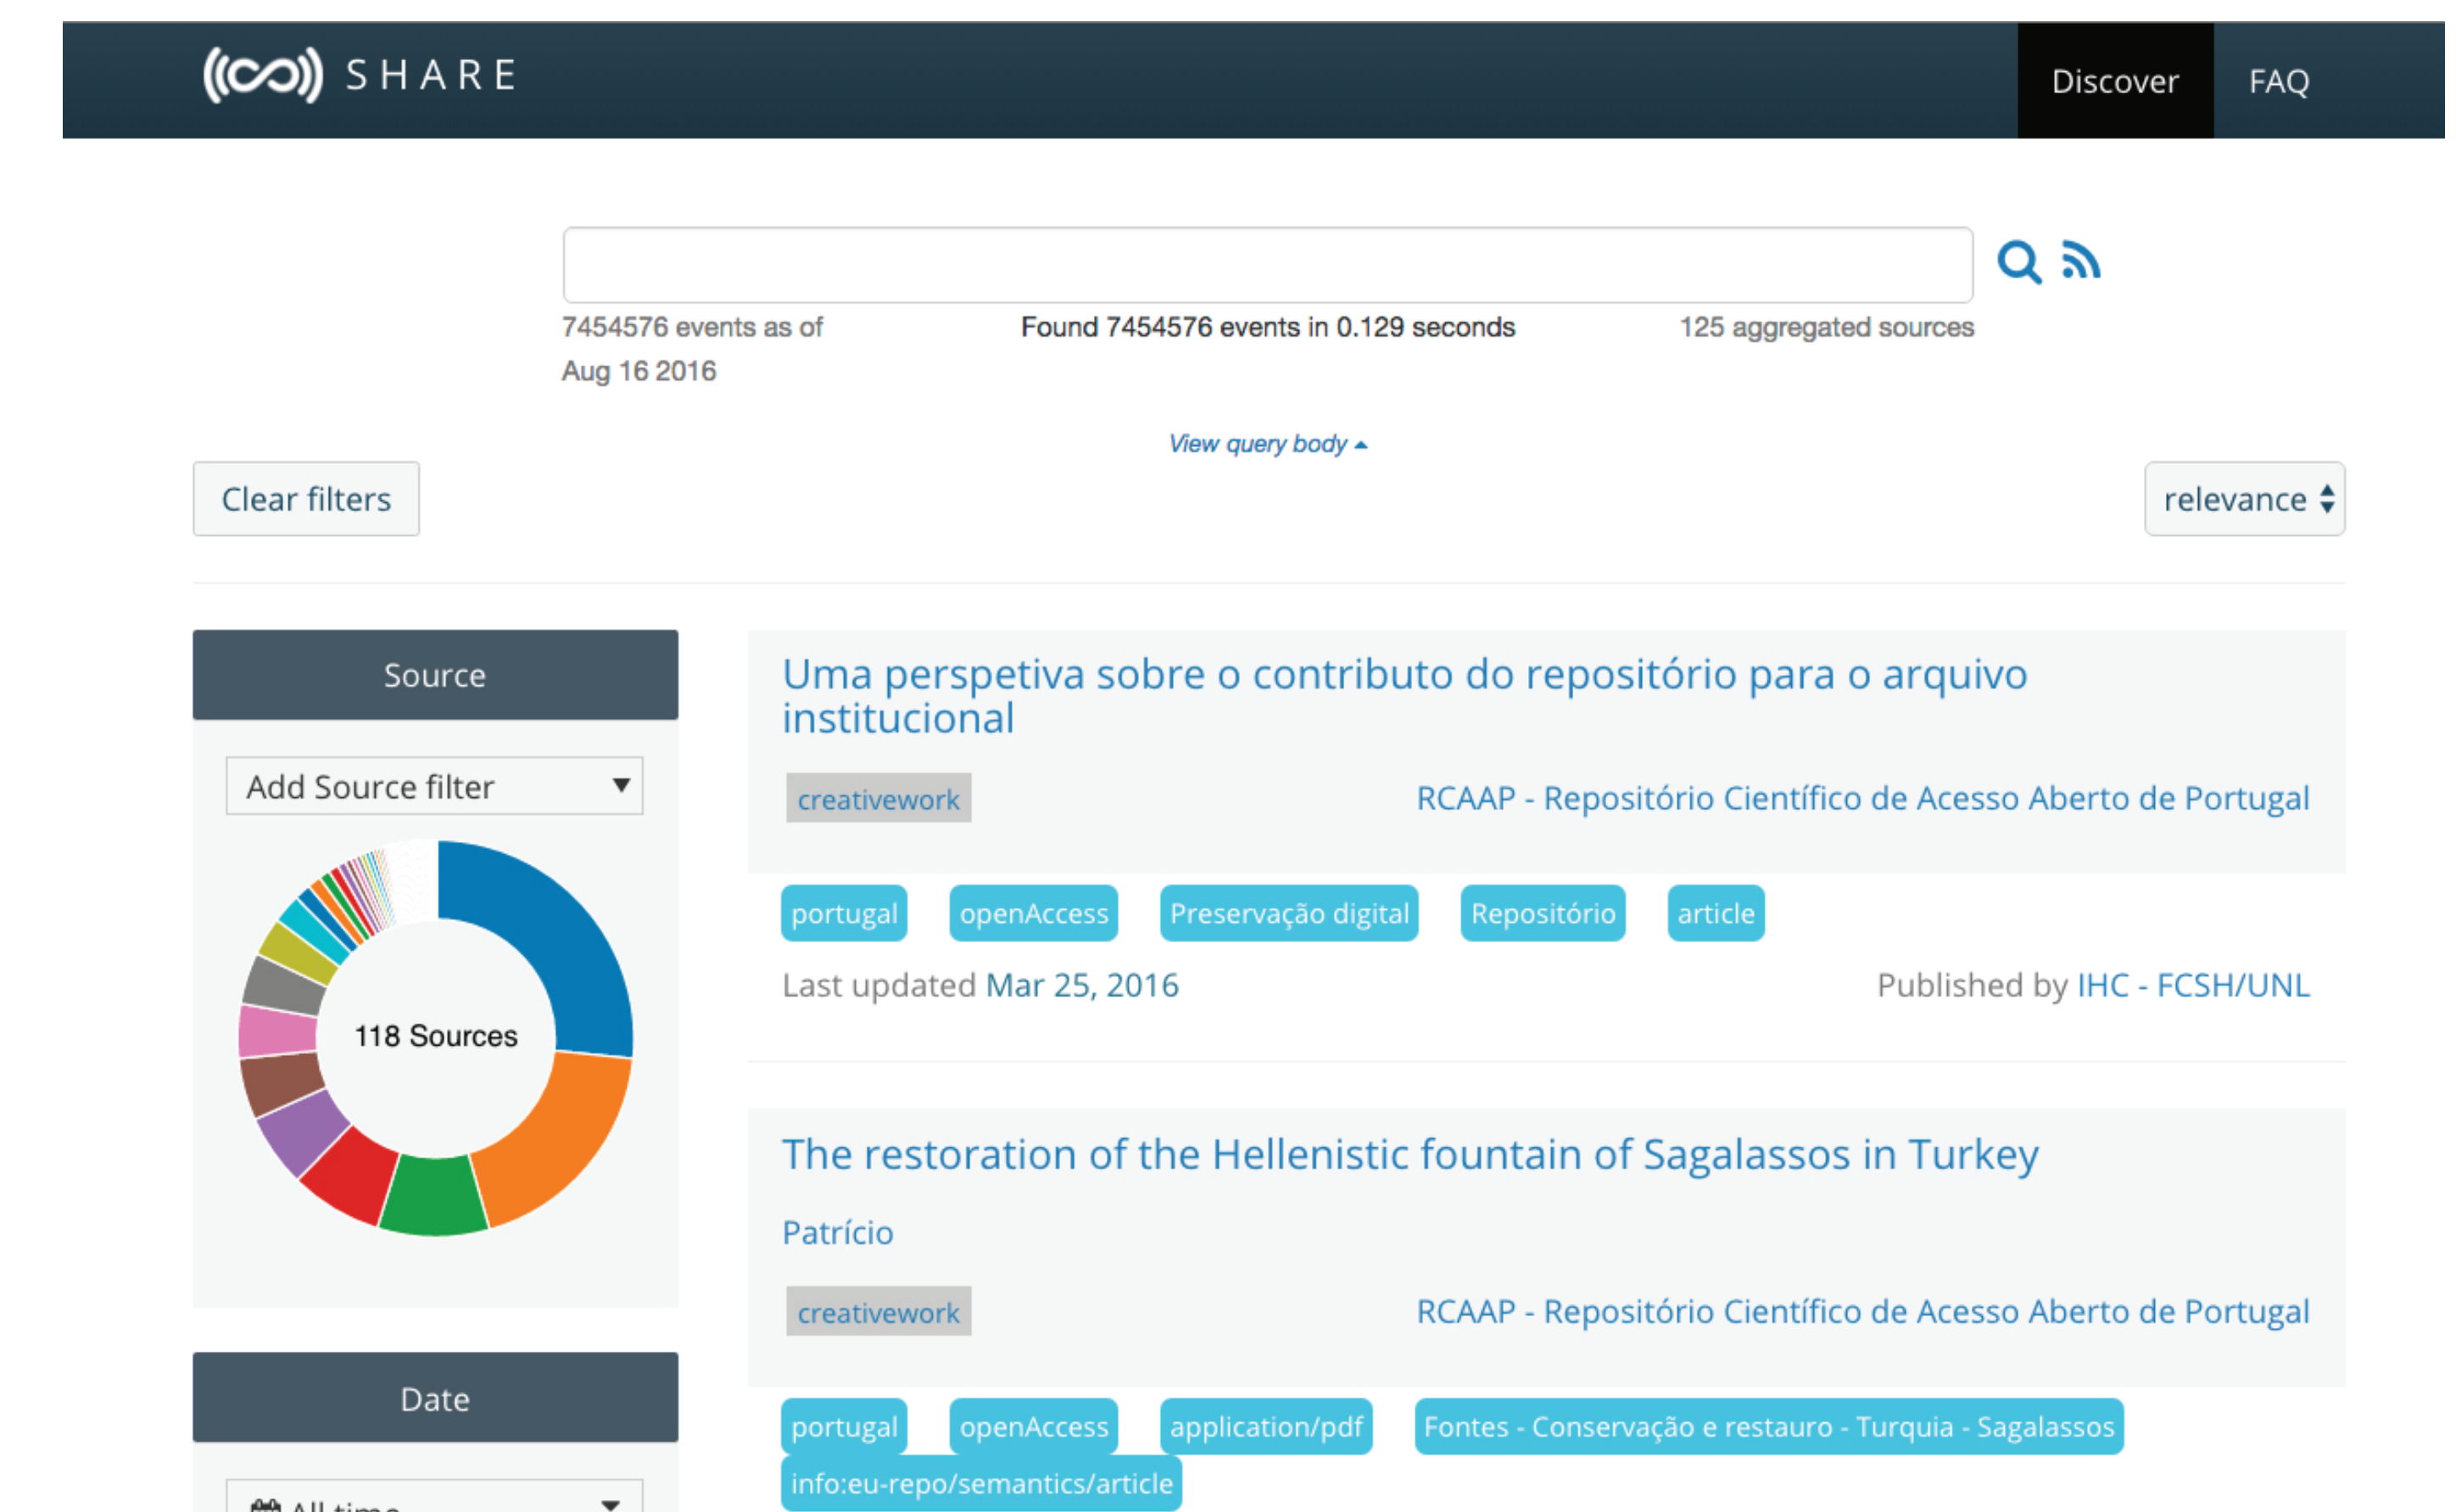 SHARE
Discover FAQ
7454576 events as of
Aug 16 2016
Found 7454576 events in 0.129 seconds
125 aggregated sources
View query body
Clear filters
relevance
Source
Add Source filter
118 Sources
Date
All time
Uma perspetiva sobre o contributo do repositório para o arquivo
institucional
creativework
RCAAP - Repositório Científico de Acesso Aberto de Portugal
portugal openAccess Preservação digital Repositório article
Last updated Mar 25, 2016
Published by IHC - FCSH/UNL
The restoration of the Hellenistic fountain of Sagalassos in Turkey
Patrício
creativework
RCAAP - Repositório Científico de Acesso Aberto de Portugal
portugal openAccess application/pdf Fontes - Conservação e restauro - Turquia - Sagalassos
info:eu-repo/semantics/article